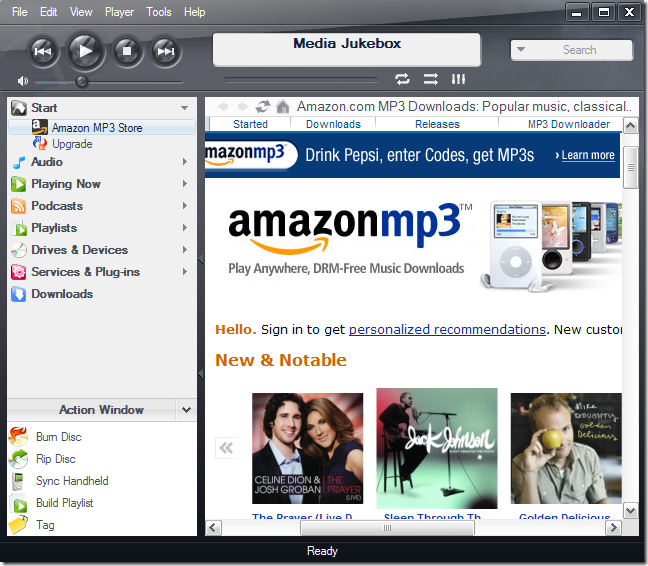 File Edit View Player Tools Help
Media Jukebox
Search
Start
Amazon MP3 Store
Upgrade
Audio
Playing Now
Podcasts
Playlists
Drives & Devices
Services & Plug-ins
Downloads
Action Window
Burn Disc
Rip Disc
Sync Handheld
Build Playlist
Tag
Amazon.com MP3 Downloads: Popular music, classical...
Started Downloads Releases MP3 Downloader
amazonmp3 Drink Pepsi, enter Codes, get MP3s › Learn more
amazonmp3™
Play Anywhere, DRM-Free Music Downloads
Hello. Sign in to get personalized recommendations. New custo
New & Notable
CELINE DION &
JOSH GROBAN THE
PRAYER
(LIVE)
Jack Johnson
MIKE
DOUGHTY
Golden
Delicious
The Prayer (Live D
Sleep Through Th
Golden Delicious
Ready